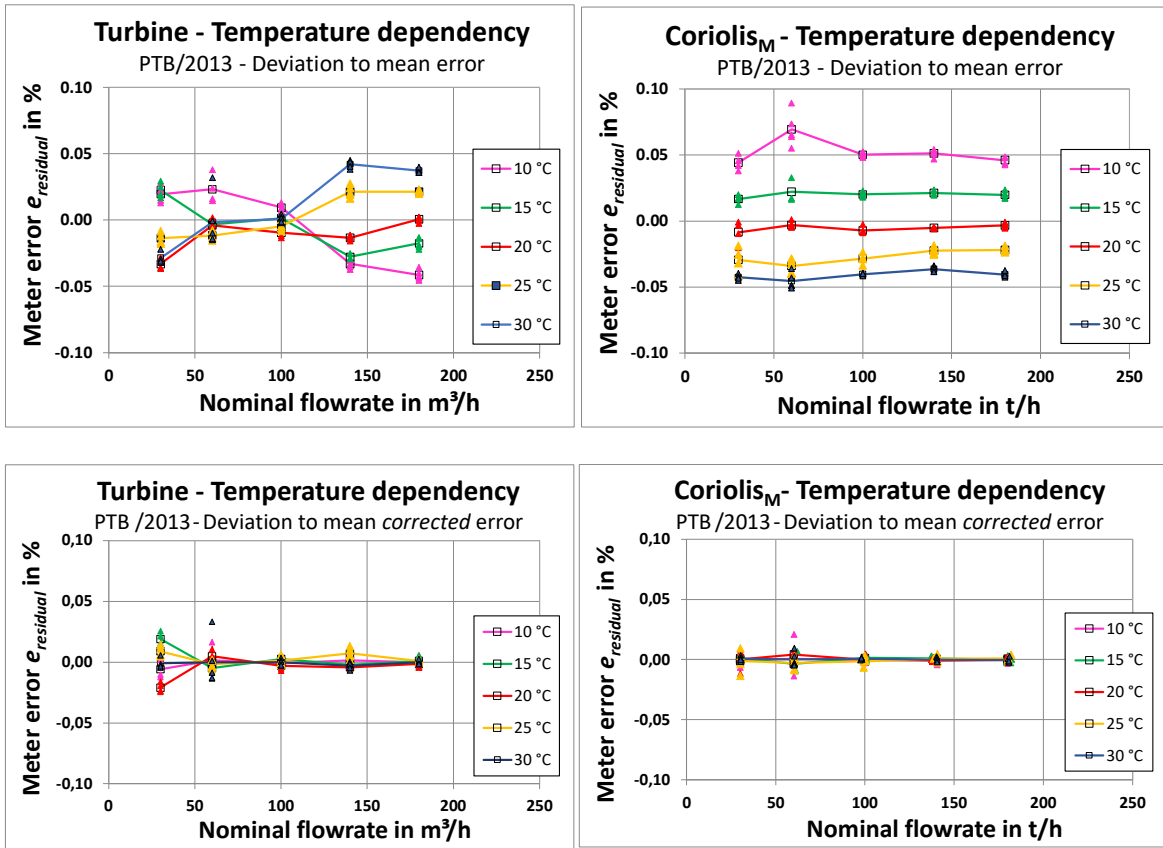 Turbine - Temperature dependency
PTB/2013 - Deviation to mean error
Meter error e residual in %
0.10
0.05
0.00
-0.05
-0.10
0
50
100
150
200
250
Nominal flowrate in m³/h
10 °C
15 °C
20 °C
25 °C
30 °C
CoriolisM - Temperature dependency
PTB/2013 - Deviation to mean error
Meter error e residual in %
0.10
0.05
0.00
-0.05
-0.10
0
50
100
150
200
250
Nominal flowrate in t/h
10 °C
15 °C
20 °C
25 °C
30 °C
Turbine - Temperature dependency
PTB /2013 - Deviation to mean corrected error
Meter error e residual in %
0,10
0,05
0,00
-0,05
-0,10
0
50
100
150
200
250
Nominal flowrate in m³/h
10 °C
15 °C
20 °C
25 °C
30 °C
CoriolisM- Temperature dependency
PTB /2013 - Deviation to mean corrected error
Meter error e residual in %
0,10
0,05
0,00
-0,05
-0,10
0
50
100
150
200
250
Nominal flowrate in t/h
10 °C
15 °C
20 °C
25 °C
30 °C